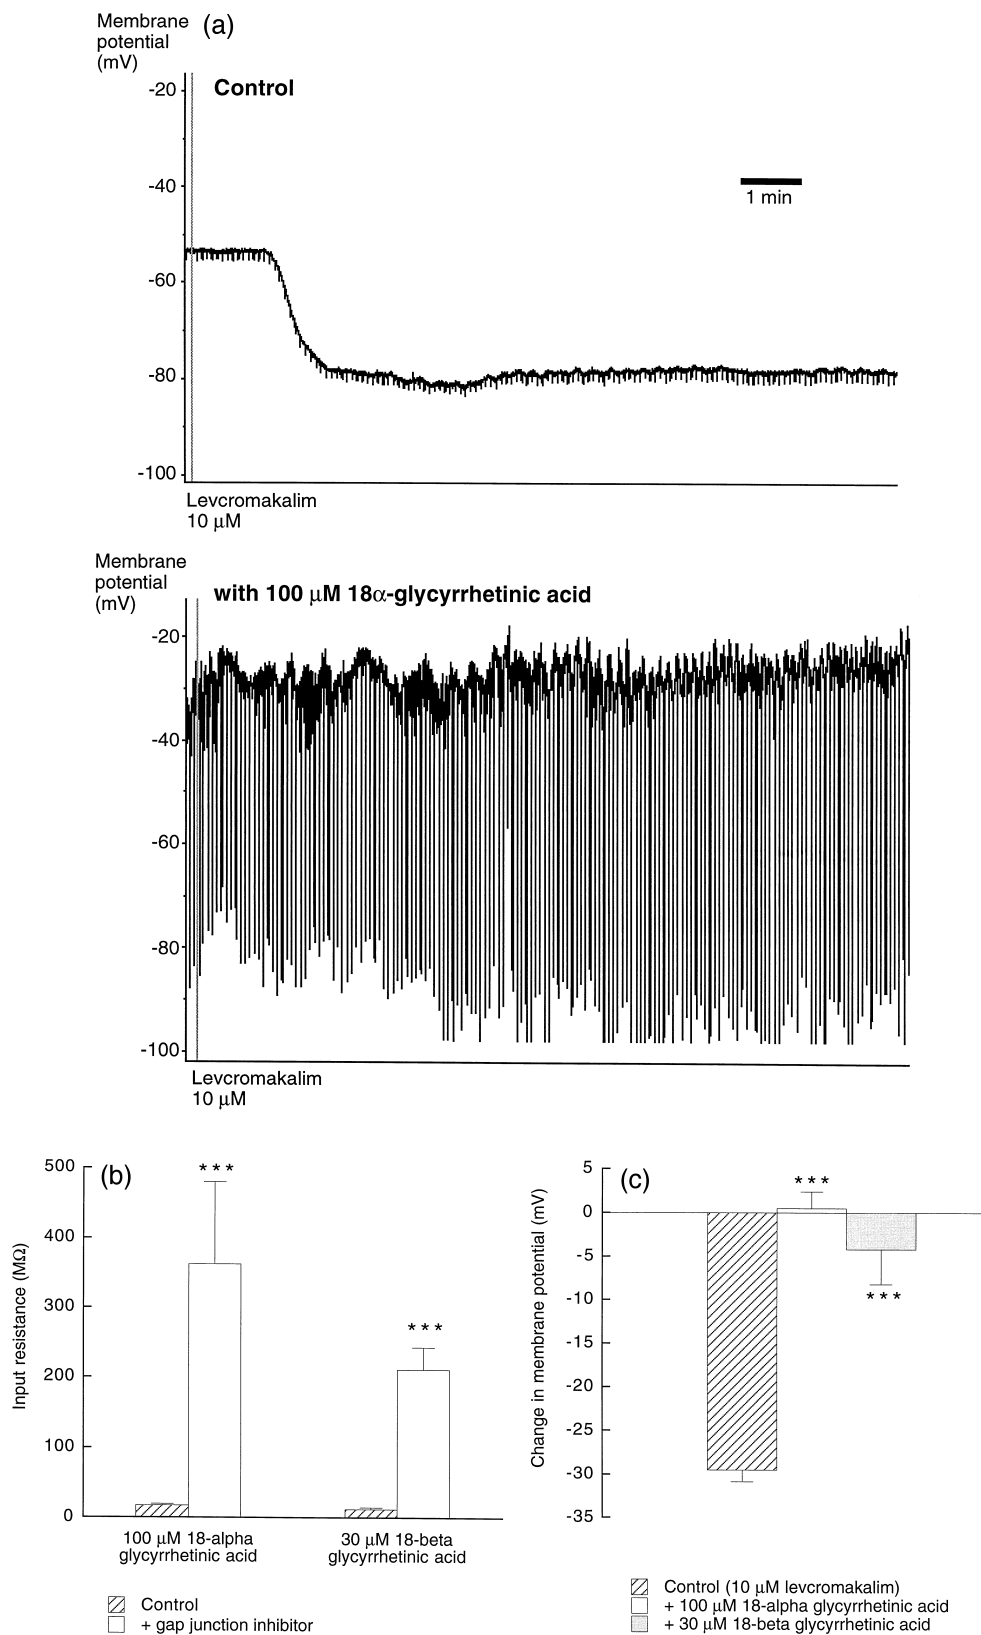 Membrane
potential
(mV)
(a)
Control
-20
-40
-60
-80
-100
1 min
Levcromakalim
10 µM
Membrane
potential
(mV)
with 100 µM 18α-glycyrrhetinic acid
-20
-40
-60
-80
-100
Levcromakalim
10 µM
(b)
Input resistance (MΩ)
500
400
300
200
100
0
***
***
100 µM 18-alpha
glycyrrhetinic acid
30 µM 18-beta
glycyrrhetinic acid
Control
+ gap junction inhibitor
(c)
Change in membrane potential (mV)
5
0
-5
-10
-15
-20
-25
-30
-35
***
***
Control (10 µM levcromakalim)
+ 100 µM 18-alpha glycyrrhetinic acid
+ 30 µM 18-beta glycyrrhetinic acid